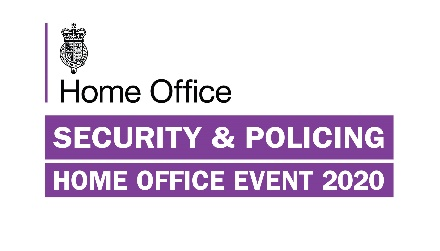 Home Office
SECURITY & POLICING
HOME OFFICE EVENT 2020